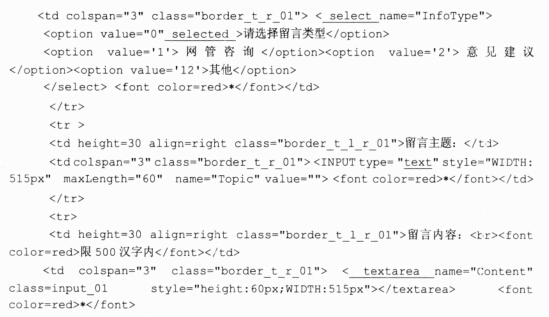 <td colspan="3" class="border_t_r_01"> < select name="InfoType">
<option value="0" selected >请选择留言类型</option>
<option value='1'>网管咨询</option><option value='2'>意见建议
</option><option value='12'>其他</option>
</select> <font color=red>*</font></td>
</tr>
<tr >
<td height=30 align=right class="border_t_l_r_01">留言主题: </td>
<td colspan="3" class="border_t_r_01"> <INPUT type= "text" style="WIDTH:
515px" maxLength="60" name="Topic" value=""> <font color=red>*</font></td>
</tr>
<tr>
<td height=30 align=right class="border_t_l_r_01">留言内容: <br><font
color=red>限500汉字内</font></td>
<td colspan="3" class="border_t_r_01"> < textarea name="Content"
class=input_01 style="height:60px;WIDTH:515px"></textarea> <font
color=red>*</font>